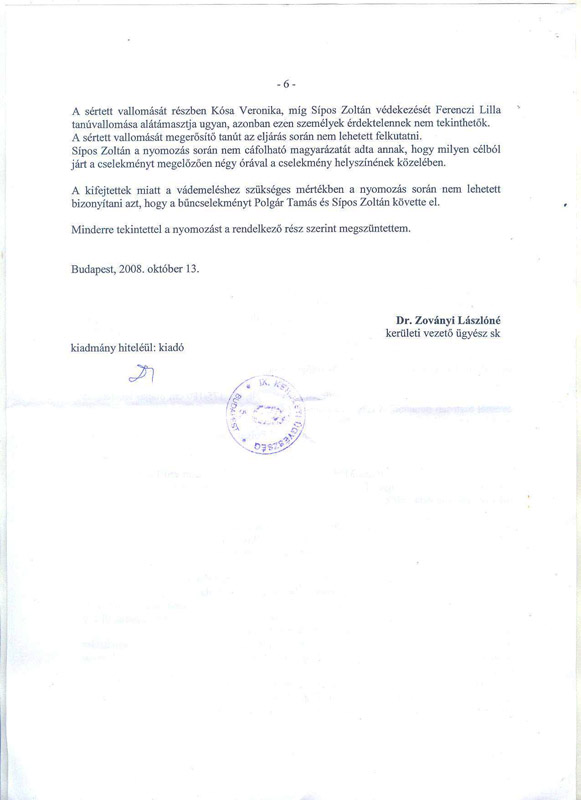 - 6 -
A sértett vallomását részben Kósa Veronika, míg Sípos Zoltán védekezését Ferenczi Lilla
tanúvallomása alátámasztja ugyan, azonban ezen személyek érdektelennek nem tekinthetők.
A sértett vallomását megerősítő tanút az eljárás során nem lehetett felkutatni.
Sípos Zoltán a nyomozás során nem cáfolható magyarázatát adta annak, hogy milyen célból
járt a cselekményt megelőzően négy órával a cselekmény helyszínének közelében.
A kifejtettek miatt a vádemeléshez szükséges mértékben a nyomozás során nem lehetett
bizonyítani azt, hogy a bűncselekményt Polgár Tamás és Sípos Zoltán követte el.
Minderre tekintettel a nyomozást a rendelkező rész szerint megszüntettem.
Budapest, 2008. október 13.
Dr. Zoványi Lászlóné
kerületi vezető ügyész sk
kiadmány hiteléül: kiadó
IX. KERÜLETI ÜGYÉSZSÉG
BUDAPEST